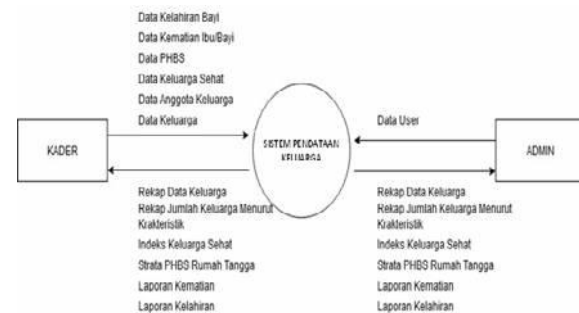 Data Kelahiran Bayi
Data Kematian Ibu/Bayi
Data PHBS
Data Keluarga Sehat
Data Anggota Keluarga
Data Keluarga
KADER
SISTEM PENDATAAN
KELUARGA
Data User
ADMIN
Rekap Data Keluarga
Rekap Jumlah Keluarga Menurut
Krakteristik
Indeks Keluarga Sehat
Strata PHBS Rumah Tangga
Laporan Kematian
Laporan Kelahiran
Rekap Data Keluarga
Rekap Jumlah Keluarga Menurut
Krakteristik
Indeks Keluarga Sehat
Strata PHBS Rumah Tangga
Laporan Kematian
Laporan Kelahiran